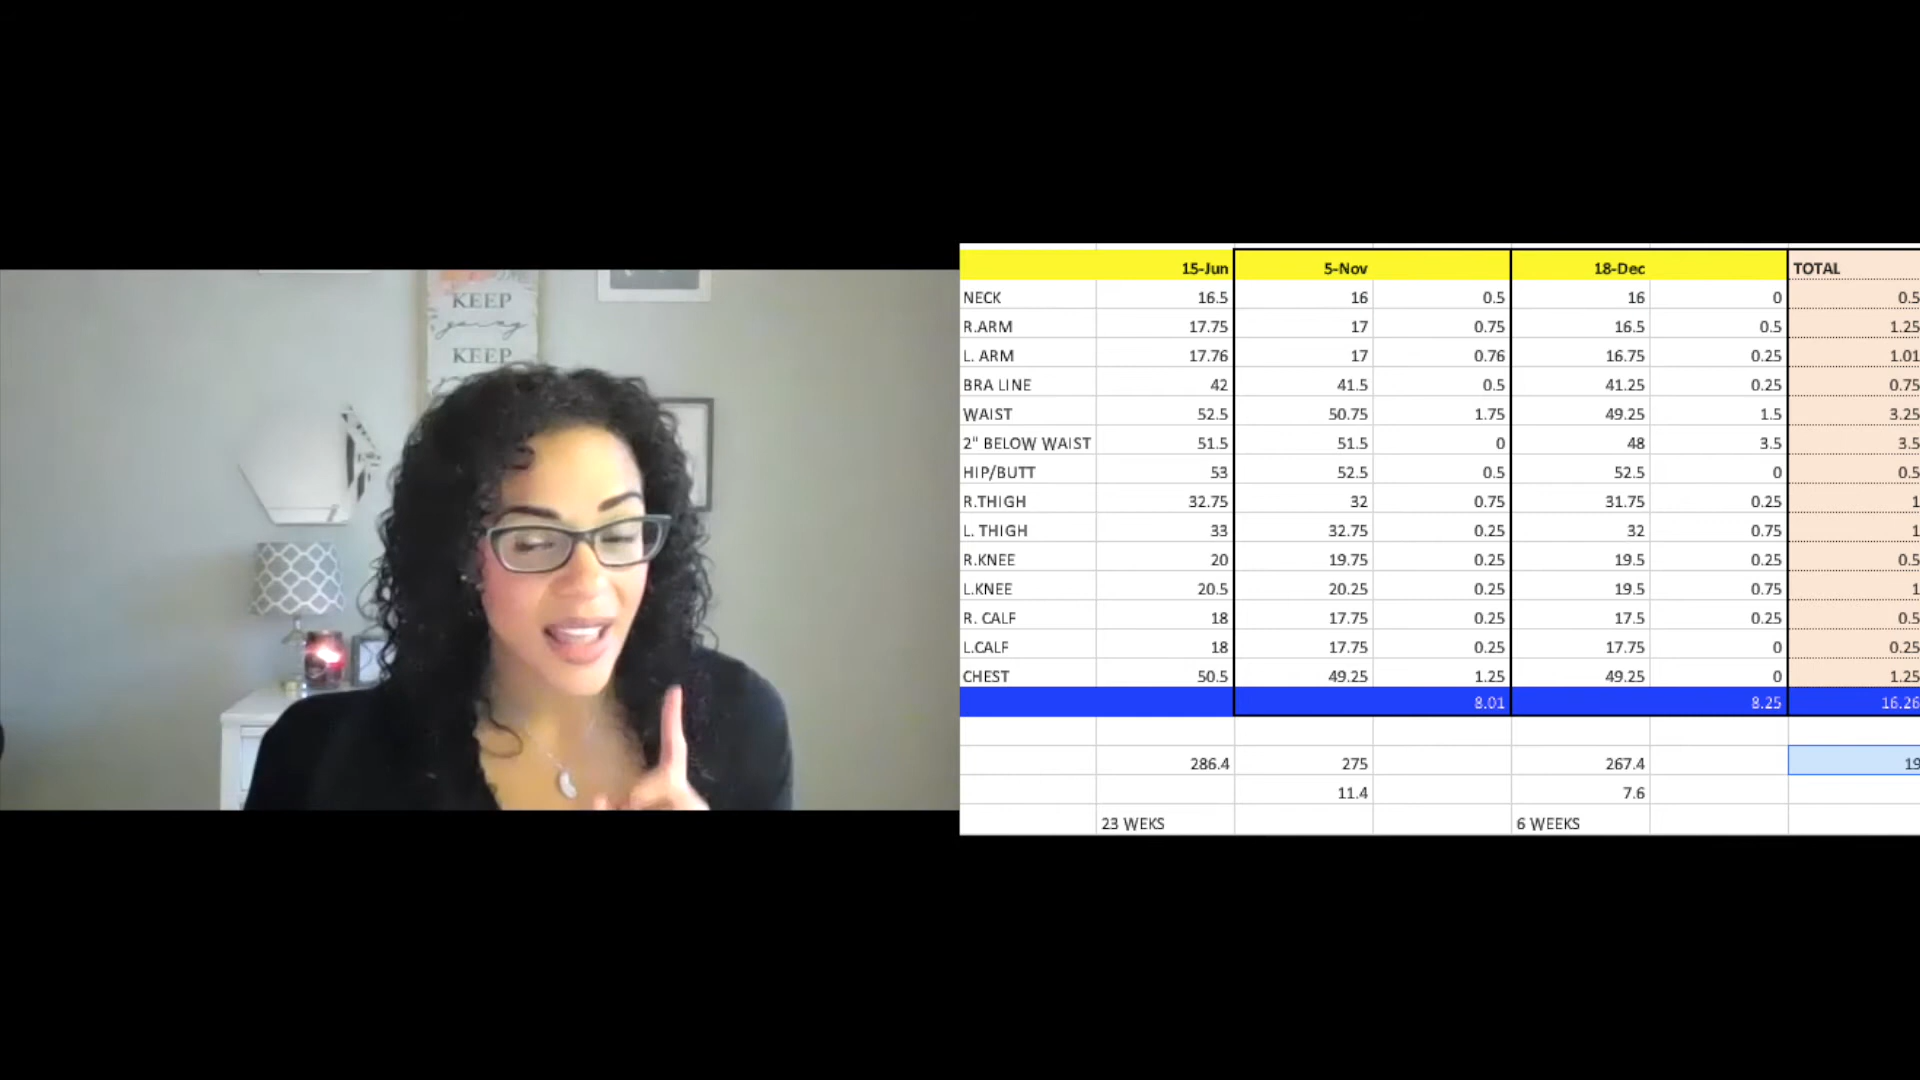 KEEP
going
KEEP
15-Jun 5-Nov 18-Dec TOTAL
NECK 16.5 16 0.5 16 0 0.5
R.ARM 17.75 17 0.75 16.5 0.5 1.25
L. ARM 17.76 17 0.76 16.75 0.25 1.01
BRA LINE 42 41.5 0.5 41.25 0.25 0.75
WAIST 52.5 50.75 1.75 49.25 1.5 3.25
2" BELOW WAIST 51.5 51.5 0 48 3.5 3.5
HIP/BUTT 53 52.5 0.5 52.5 0 0.5
R.THIGH 32.75 32 0.75 31.75 0.25 1
L. THIGH 33 32.75 0.25 32 0.75 1
R.KNEE 20 19.75 0.25 19.5 0.25 0.5
L.KNEE 20.5 20.25 0.25 19.5 0.75 1
R. CALF 18 17.75 0.25 17.5 0.25 0.5
L.CALF 18 17.75 0.25 17.75 0 0.25
CHEST 50.5 49.25 1.25 49.25 0 1.25
8.01 8.25 16.26
286.4 275 267.4 19
11.4 7.6
23 WEKS 6 WEEKS